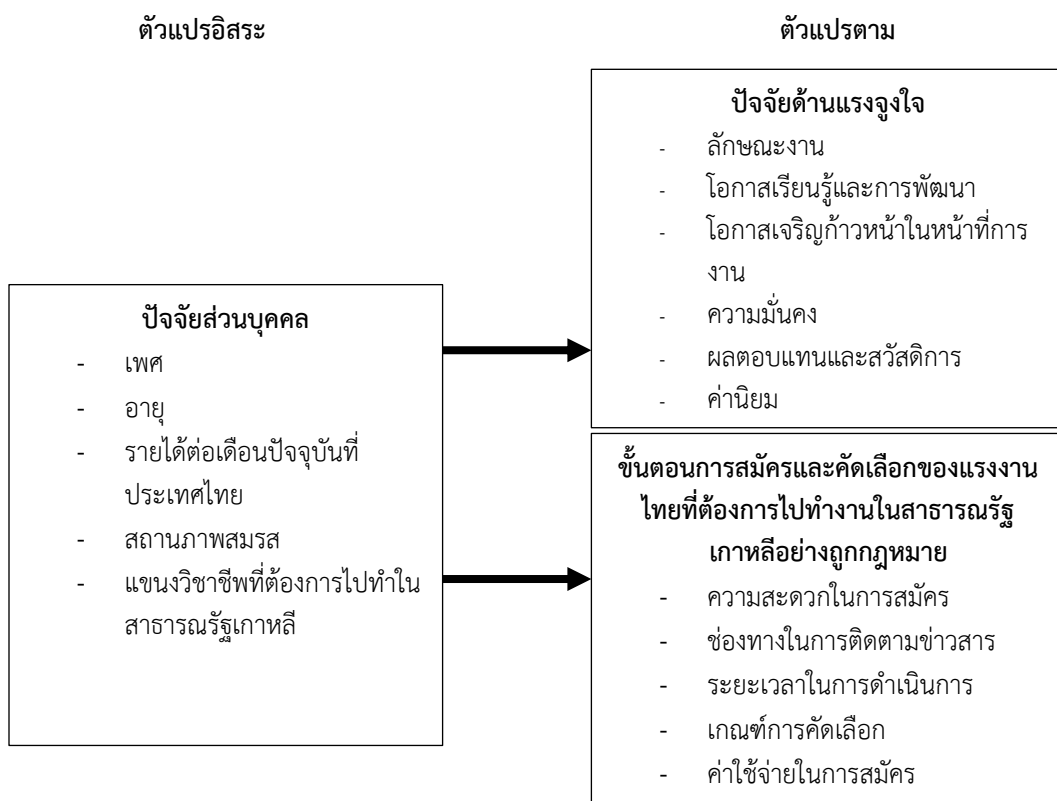 ตัวแปรอิสระ
ตัวแปรตาม
ปัจจัยส่วนบุคคล
- เพศ
- อายุ
- รายได้ต่อเดือนปัจจุบันที่
ประเทศไทย
- สถานภาพสมรส
- แขนงวิชาชีพที่ต้องการไปทำใน
สาธารณรัฐเกาหลี
ปัจจัยด้านแรงจูงใจ
- ลักษณะงาน
- โอกาสเรียนรู้และการพัฒนา
- โอกาสเจริญก้าวหน้าในหน้าที่การ
งาน
- ความมั่นคง
- ผลตอบแทนและสวัสดิการ
- ค่านิยม
ขั้นตอนการสมัครและคัดเลือกของแรงงาน
ไทยที่ต้องการไปทำงานในสาธารณรัฐ
เกาหลีอย่างถูกกฎหมาย
- ความสะดวกในการสมัคร
- ช่องทางในการติดตามข่าวสาร
- ระยะเวลาในการดำเนินการ
- เกณฑ์การคัดเลือก
- ค่าใช้จ่ายในการสมัคร